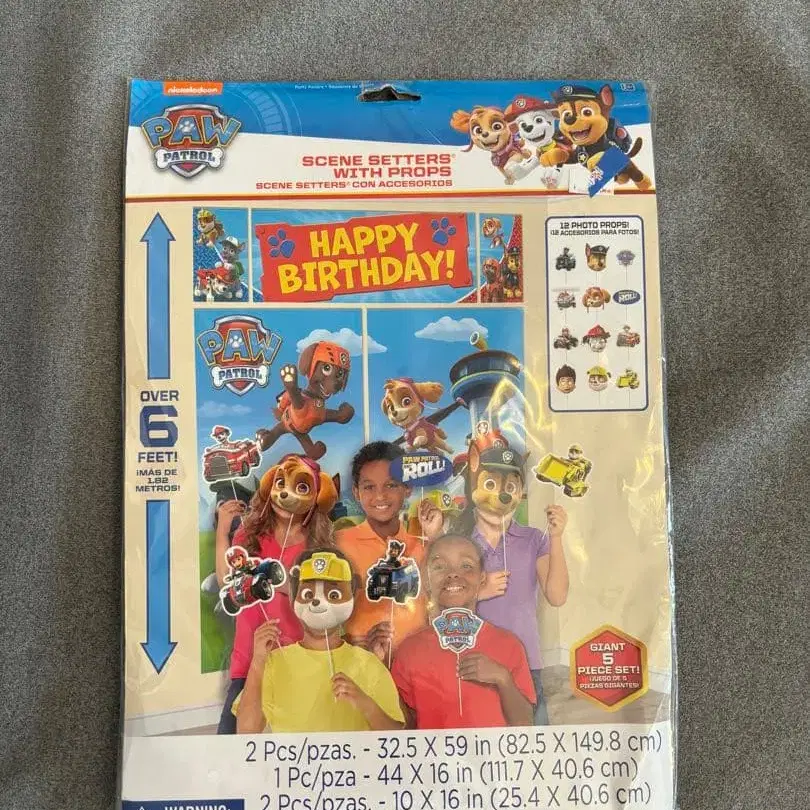 nickelodeon
PAW
PATROL
SCENE SETTERS®
WITH PROPS
SCENE SETTERS® CON ACCESORIOS
HAPPY
BIRTHDAY!
12 PHOTO PROPS!
¡12 ACCESORIOS PARA FOTOS!
ROLL!
PAW
PATROL
OVER
6
FEET!
¡MÁS DE
1.82
METROS!
PAW PATROL
ROLL!
PAW
PATROL
GIANT
5
PIECE SET!
¡JUEGO DE 5
PIEZAS GIGANTES!
2 Pcs/pzas. - 32.5 X 59 in (82.5 X 149.8 cm)
1 Pc/pza - 44 X 16 in (111.7 X 40.6 cm)
2 Pcs/pzas. - 10 X 16 in (25.4 X 40.6 cm)
WARNING: